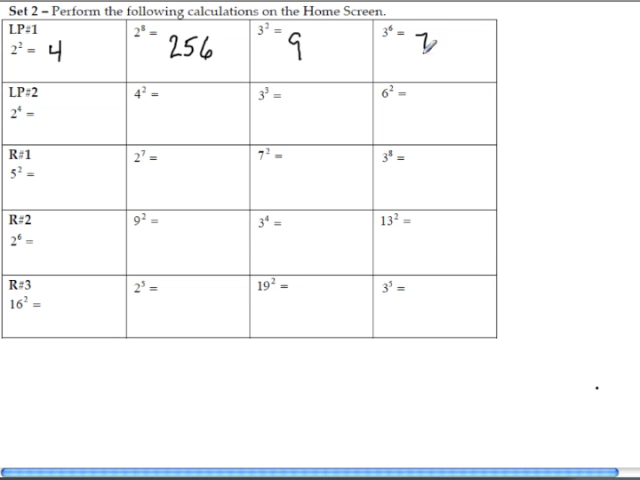 Set 2 – Perform the following calculations on the Home Screen.
LP#1 2⁸ = 3² = 3⁶ =
2² = 4 256 9 7
LP#2 4² = 3³ = 6² =
2⁴ =
R#1 2⁷ = 7² = 3⁸ =
5² =
R#2 9² = 3⁴ = 13² =
2⁶ =
R#3 2⁵ = 19² = 3⁵ =
16² =